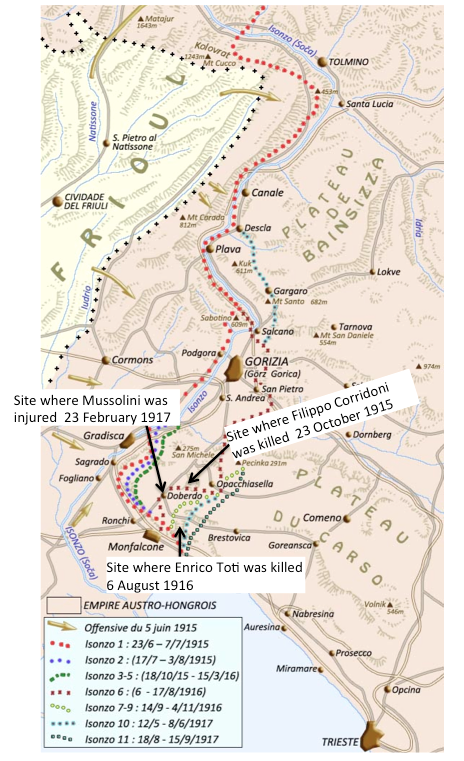 Matajur
1643m
Isonzo (Soča)
Kolovrat
1243m
Mt Cucco
TOLMINO
453m
Santa Lucia
Natissone
S. Pietro al
Natissone
FRIOUL
CIVIDADE
DEL FRIULI
Canale
PLATEAU
DE
BAINSIZZA
Idria
Mt Corada
812m
Descla
Plava
Kuk
611m
Lokve
Iudrio
Gargaro
Mt Santo 682m
Sabotino
609m
Salcano
Tarnova
Mt San Daniele
554m
Cormons
Podgora
GORIZIA
(Görz Gorica)
974m
San Pietro
S. Andrea
Isonzo
Site where Mussolini was
injured 23 February 1917
Site where Filippo Corridoni
was killed 23 October 1915
Gradisca
Dornberg
275m
San Michele
Sagrado
Pecinka 291m
Fogliano
Doberdo
Opacchiasella
PLATEAU
DU
CARSO
Ronchi
Comeno
ISONZO (Soča)
Monfalcone
Brestovica
Goreansca
Site where Enrico Toti was killed
6 August 1916
Volnik
546m
EMPIRE AUSTRO-HONGROIS
Nabresina
Auresina
Offensive du 5 juin 1915
Isonzo 1 : 23/6 – 7/7/1915
Isonzo 2 : (17/7 – 3/8/1915)
Isonzo 3-5 : (18/10/15 - 15/3/16)
Isonzo 6 : (6 - 17/8/1916)
Isonzo 7-9 : 14/9 - 4/11/1916
Isonzo 10 : 12/5 - 8/6/1917
Isonzo 11 : 18/8 - 15/9/1917
Prosecco
Miramare
Opcina
TRIESTE